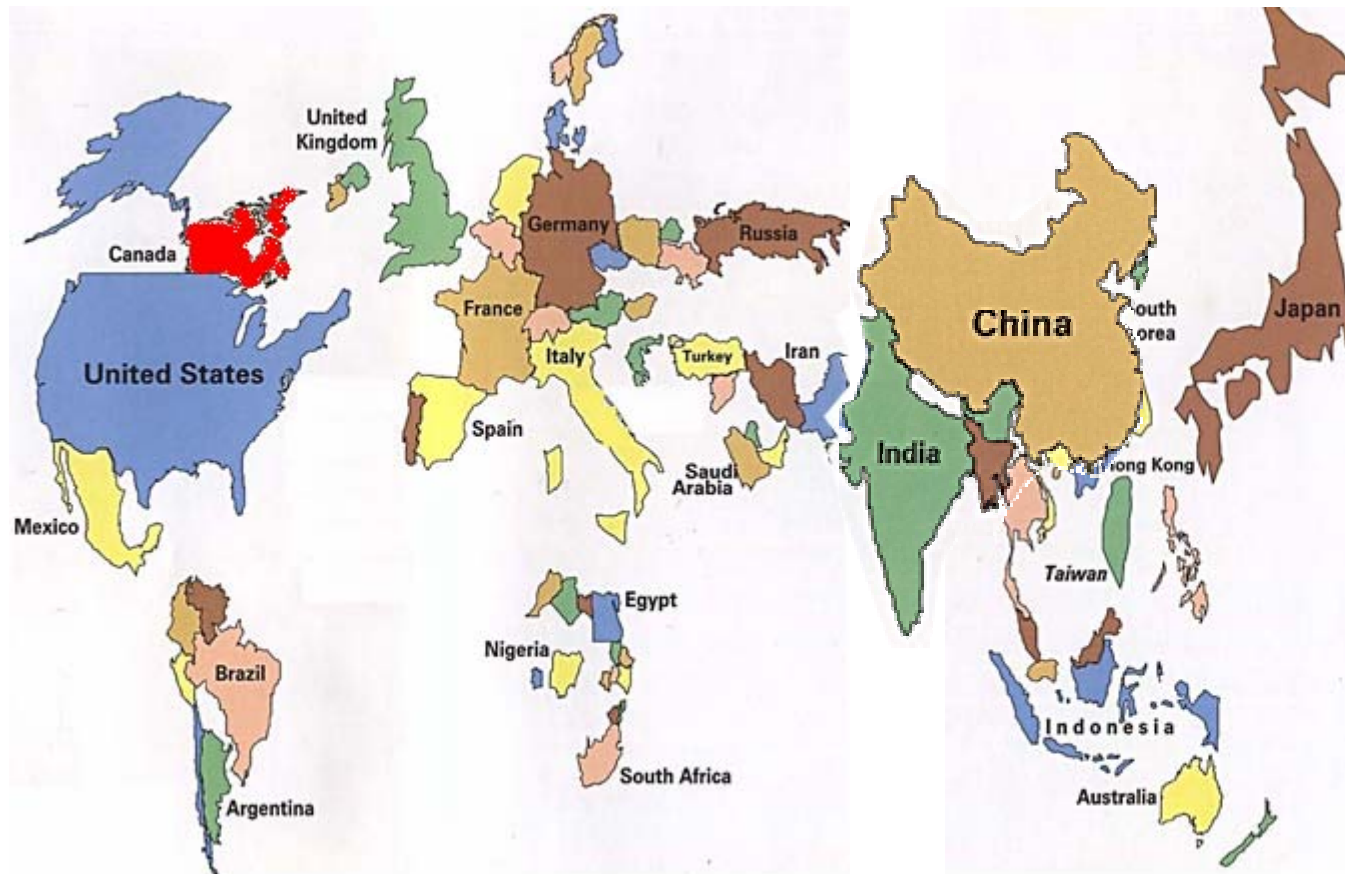 United
Kingdom
Canada
United States
Mexico
Brazil
Argentina
Germany
Russia
France
Italy
Turkey
Iran
Spain
Saudi
Arabia
Egypt
Nigeria
South Africa
China
India
outh
orea
Japan
Hong Kong
Taiwan
Indonesia
Australia